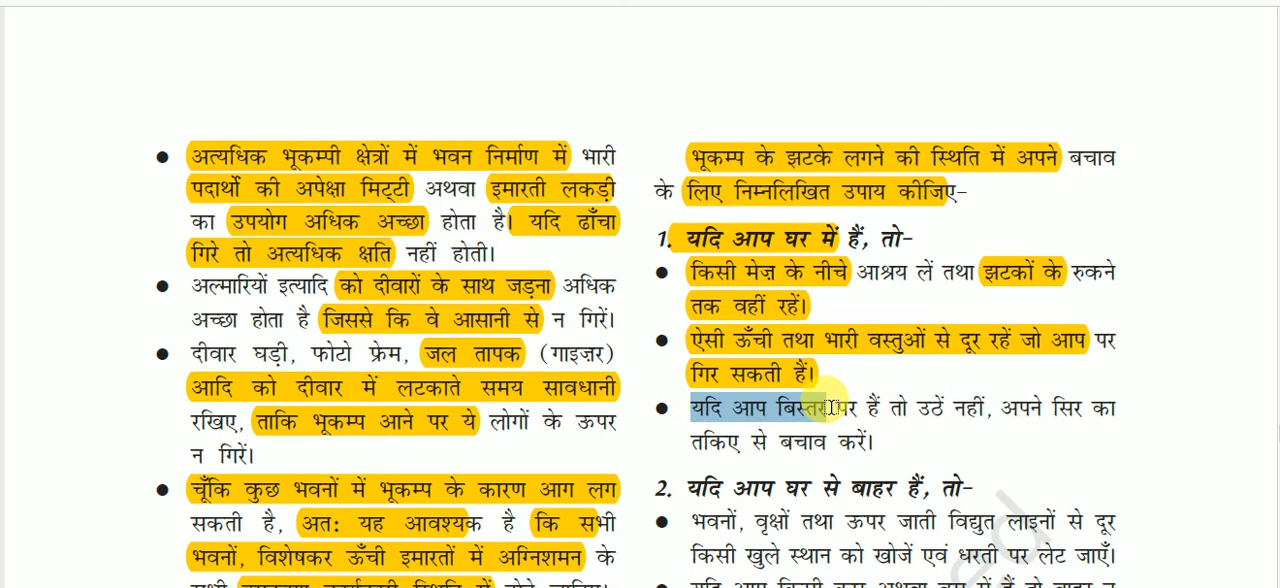 ● अत्यधिक भूकम्पी क्षेत्रों में भवन निर्माण में भारी
पदार्थों की अपेक्षा मिट्टी अथवा इमारती लकड़ी
का उपयोग अधिक अच्छा होता है। यदि ढाँचा
गिरे तो अत्यधिक क्षति नहीं होती।
● अल्मारियों इत्यादि को दीवारों के साथ जड़ना अधिक
अच्छा होता है जिससे कि वे आसानी से न गिरें।
● दीवार घड़ी, फोटो फ्रेम, जल तापक (गाइज़र)
आदि को दीवार में लटकाते समय सावधानी
रखिए, ताकि भूकम्प आने पर ये लोगों के ऊपर
न गिरें।
● चूँकि कुछ भवनों में भूकम्प के कारण आग लग
सकती है, अतः यह आवश्यक है कि सभी
भवनों, विशेषकर ऊँची इमारतों में अग्निशमन के
भूकम्प के झटके लगने की स्थिति में अपने बचाव
के लिए निम्नलिखित उपाय कीजिए–
1. यदि आप घर में हैं, तो–
● किसी मेज़ के नीचे आश्रय लें तथा झटकों के रुकने
तक वहीं रहें।
● ऐसी ऊँची तथा भारी वस्तुओं से दूर रहें जो आप पर
गिर सकती हैं।
● यदि आप बिस्तर पर हैं तो उठें नहीं, अपने सिर का
तकिए से बचाव करें।
2. यदि आप घर से बाहर हैं, तो–
● भवनों, वृक्षों तथा ऊपर जाती विद्युत लाइनों से दूर
किसी खुले स्थान को खोजें एवं धरती पर लेट जाएँ।